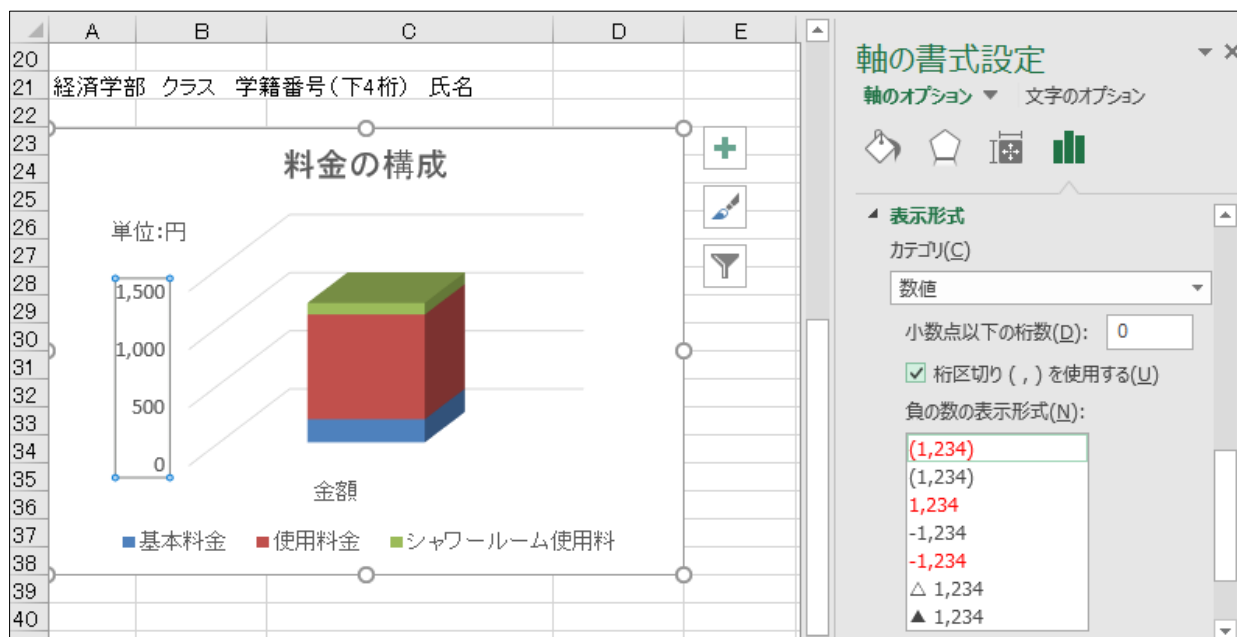 A B C D E
20
21 経済学部 クラス 学籍番号(下4桁) 氏名
22
23
24
25
26
27
28
29
30
31
32
33
34
35
36
37
38
39
40
料金の構成
単位:円
1,500
1,000
500
0
金額
基本料金 使用料金 シャワールーム使用料
軸の書式設定
軸のオプション 文字のオプション
表示形式
カテゴリ(C)
数値
小数点以下の桁数(D): 0
桁区切り ( , ) を使用する(U)
負の数の表示形式(N):
(1,234)
(1,234)
1,234
-1,234
-1,234
△ 1,234
▲ 1,234